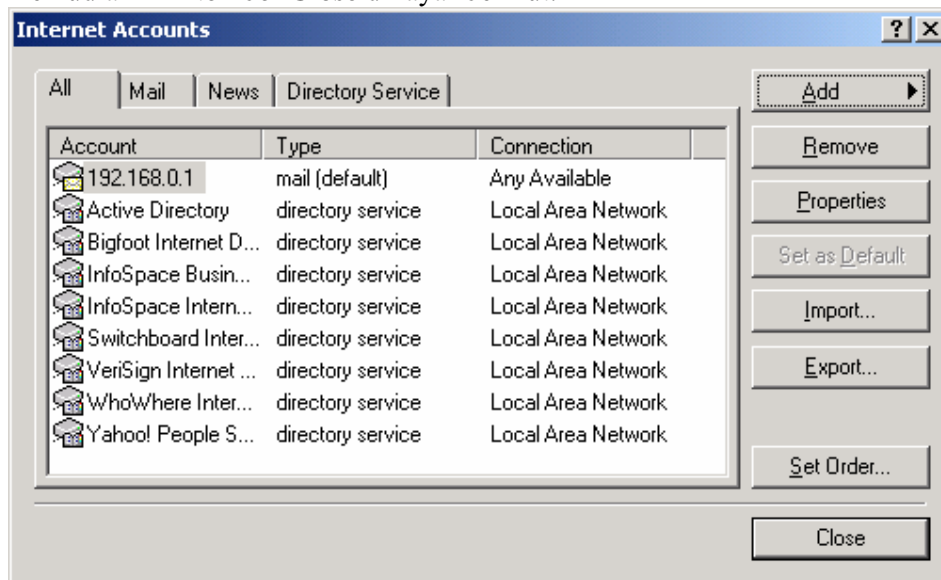 Internet Accounts
All Mail News Directory Service
Account Type Connection
192.168.0.1 mail (default) Any Available
Active Directory directory service Local Area Network
Bigfoot Internet D... directory service Local Area Network
InfoSpace Busin... directory service Local Area Network
InfoSpace Intern... directory service Local Area Network
Switchboard Inter... directory service Local Area Network
VeriSign Internet ... directory service Local Area Network
WhoWhere Inter... directory service Local Area Network
Yahoo! People S... directory service Local Area Network
Add
Remove
Properties
Set as Default
Import...
Export...
Set Order...
Close